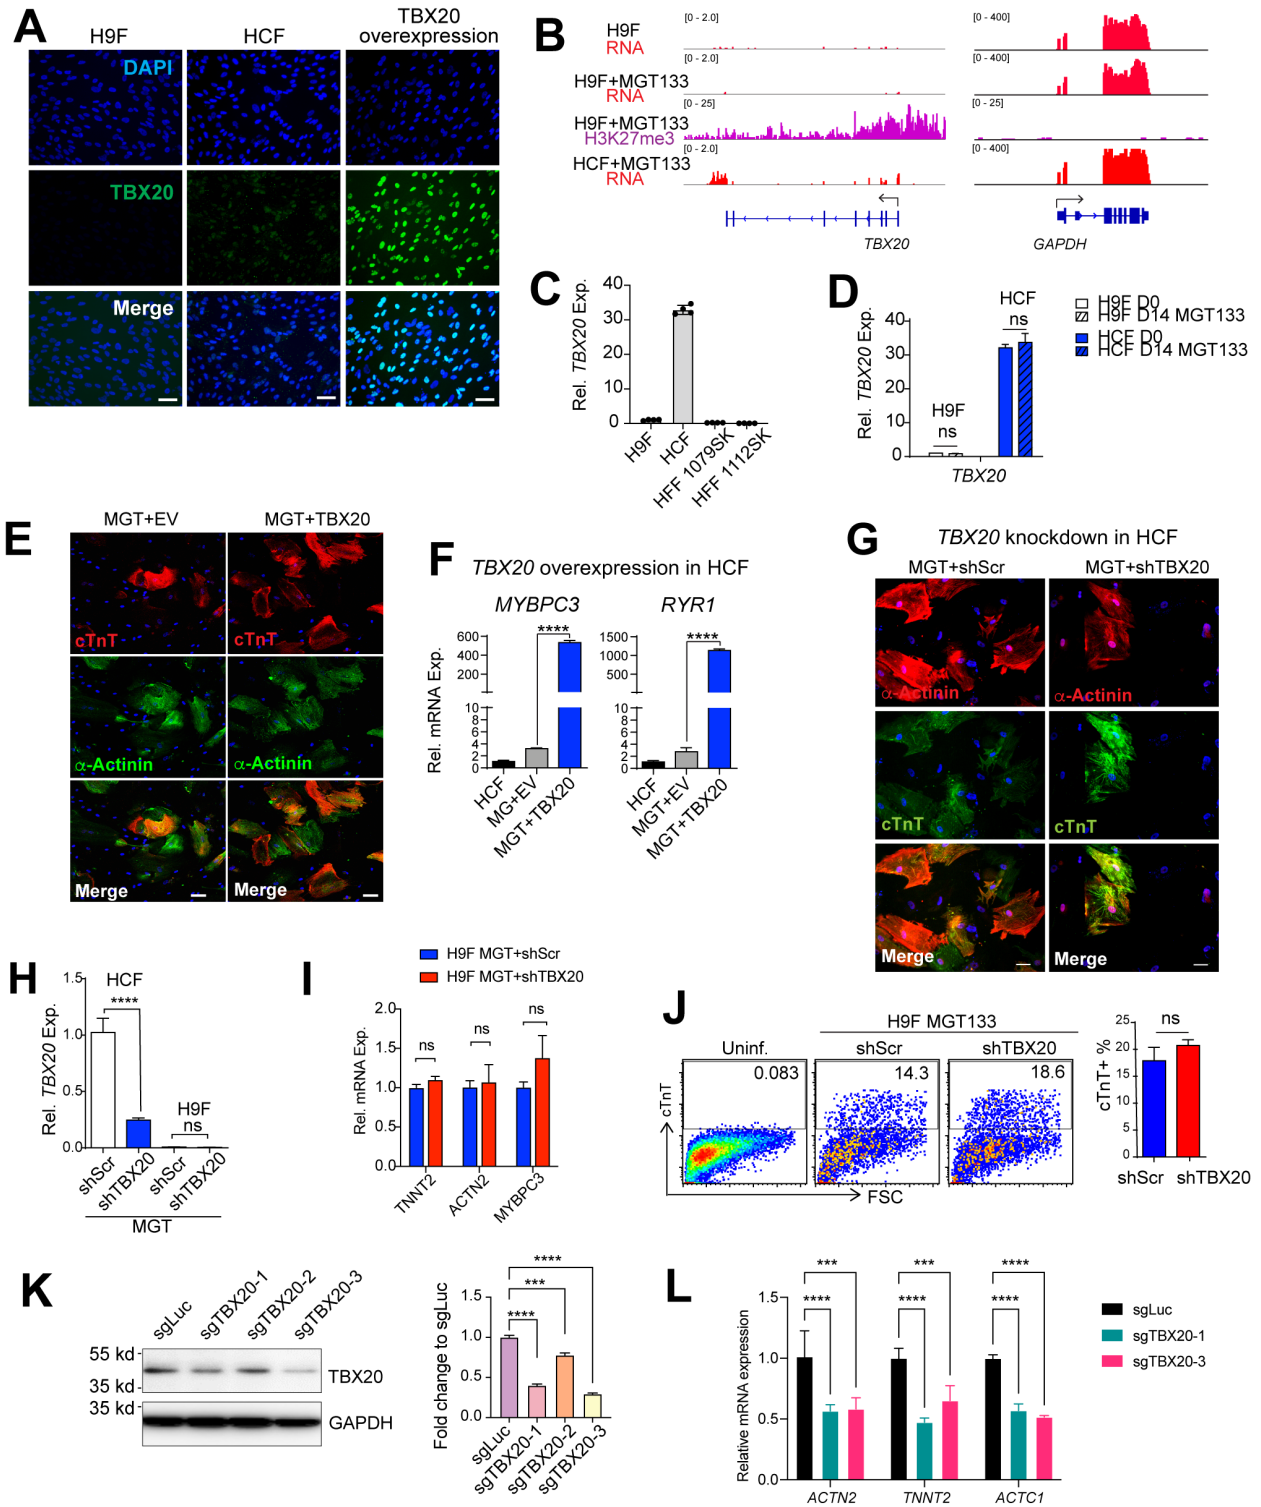 A
H9F
HCF
TBX20
overexpression
DAPI
TBX20
Merge
B
[0 - 2.0]
[0 - 400]
H9F
RNA
[0 - 2.0]
[0 - 400]
H9F+MGT133
RNA
[0 - 25]
[0 - 25]
H9F+MGT133
H3K27me3
[0 - 2.0]
[0 - 400]
HCF+MGT133
RNA
TBX20
GAPDH
C
Rel. TBX20 Exp.
40
30
20
10
0
H9F
HCF
HFF 1079SK
HFF 1112SK
D
Rel. TBX20 Exp.
40
30
20
10
0
HCF
ns
H9F
ns
TBX20
H9F D0
H9F D14 MGT133
HCF D0
HCF D14 MGT133
E
MGT+EV
MGT+TBX20
cTnT
cTnT
α-Actinin
α-Actinin
Merge
Merge
F
TBX20 overexpression in HCF
MYBPC3
RYR1
Rel. mRNA Exp.
600
400
200
10
8
6
4
2
0
****
HCF
MG+EV
MGT+TBX20
1500
1000
500
10
8
6
4
2
0
****
HCF
MGT+EV
MGT+TBX20
G
TBX20 knockdown in HCF
MGT+shScr
MGT+shTBX20
α-Actinin
α-Actinin
cTnT
cTnT
Merge
Merge
H
Rel. TBX20 Exp.
1.5
1.0
0.5
0.0
HCF
****
H9F
ns
shScr
shTBX20
shScr
shTBX20
MGT
I
H9F MGT+shScr
H9F MGT+shTBX20
Rel. mRNA Exp.
2.0
1.5
1.0
0.5
0.0
ns
ns
ns
TNNT2
ACTN2
MYBPC3
J
H9F MGT133
Uninf.
shScr
shTBX20
0.083
14.3
18.6
cTnT
FSC
cTnT+ %
25
20
15
10
5
0
ns
shScr
shTBX20
K
sgLuc
sgTBX20-1
sgTBX20-2
sgTBX20-3
55 kd
35 kd
35 kd
TBX20
GAPDH
Fold change to sgLuc
1.5
1.0
0.5
0.0
****
***
****
sgLuc
sgTBX20-1
sgTBX20-2
sgTBX20-3
L
Relative mRNA expression
1.5
1.0
0.5
0.0
***
****
***
****
****
****
ACTN2
TNNT2
ACTC1
sgLuc
sgTBX20-1
sgTBX20-3